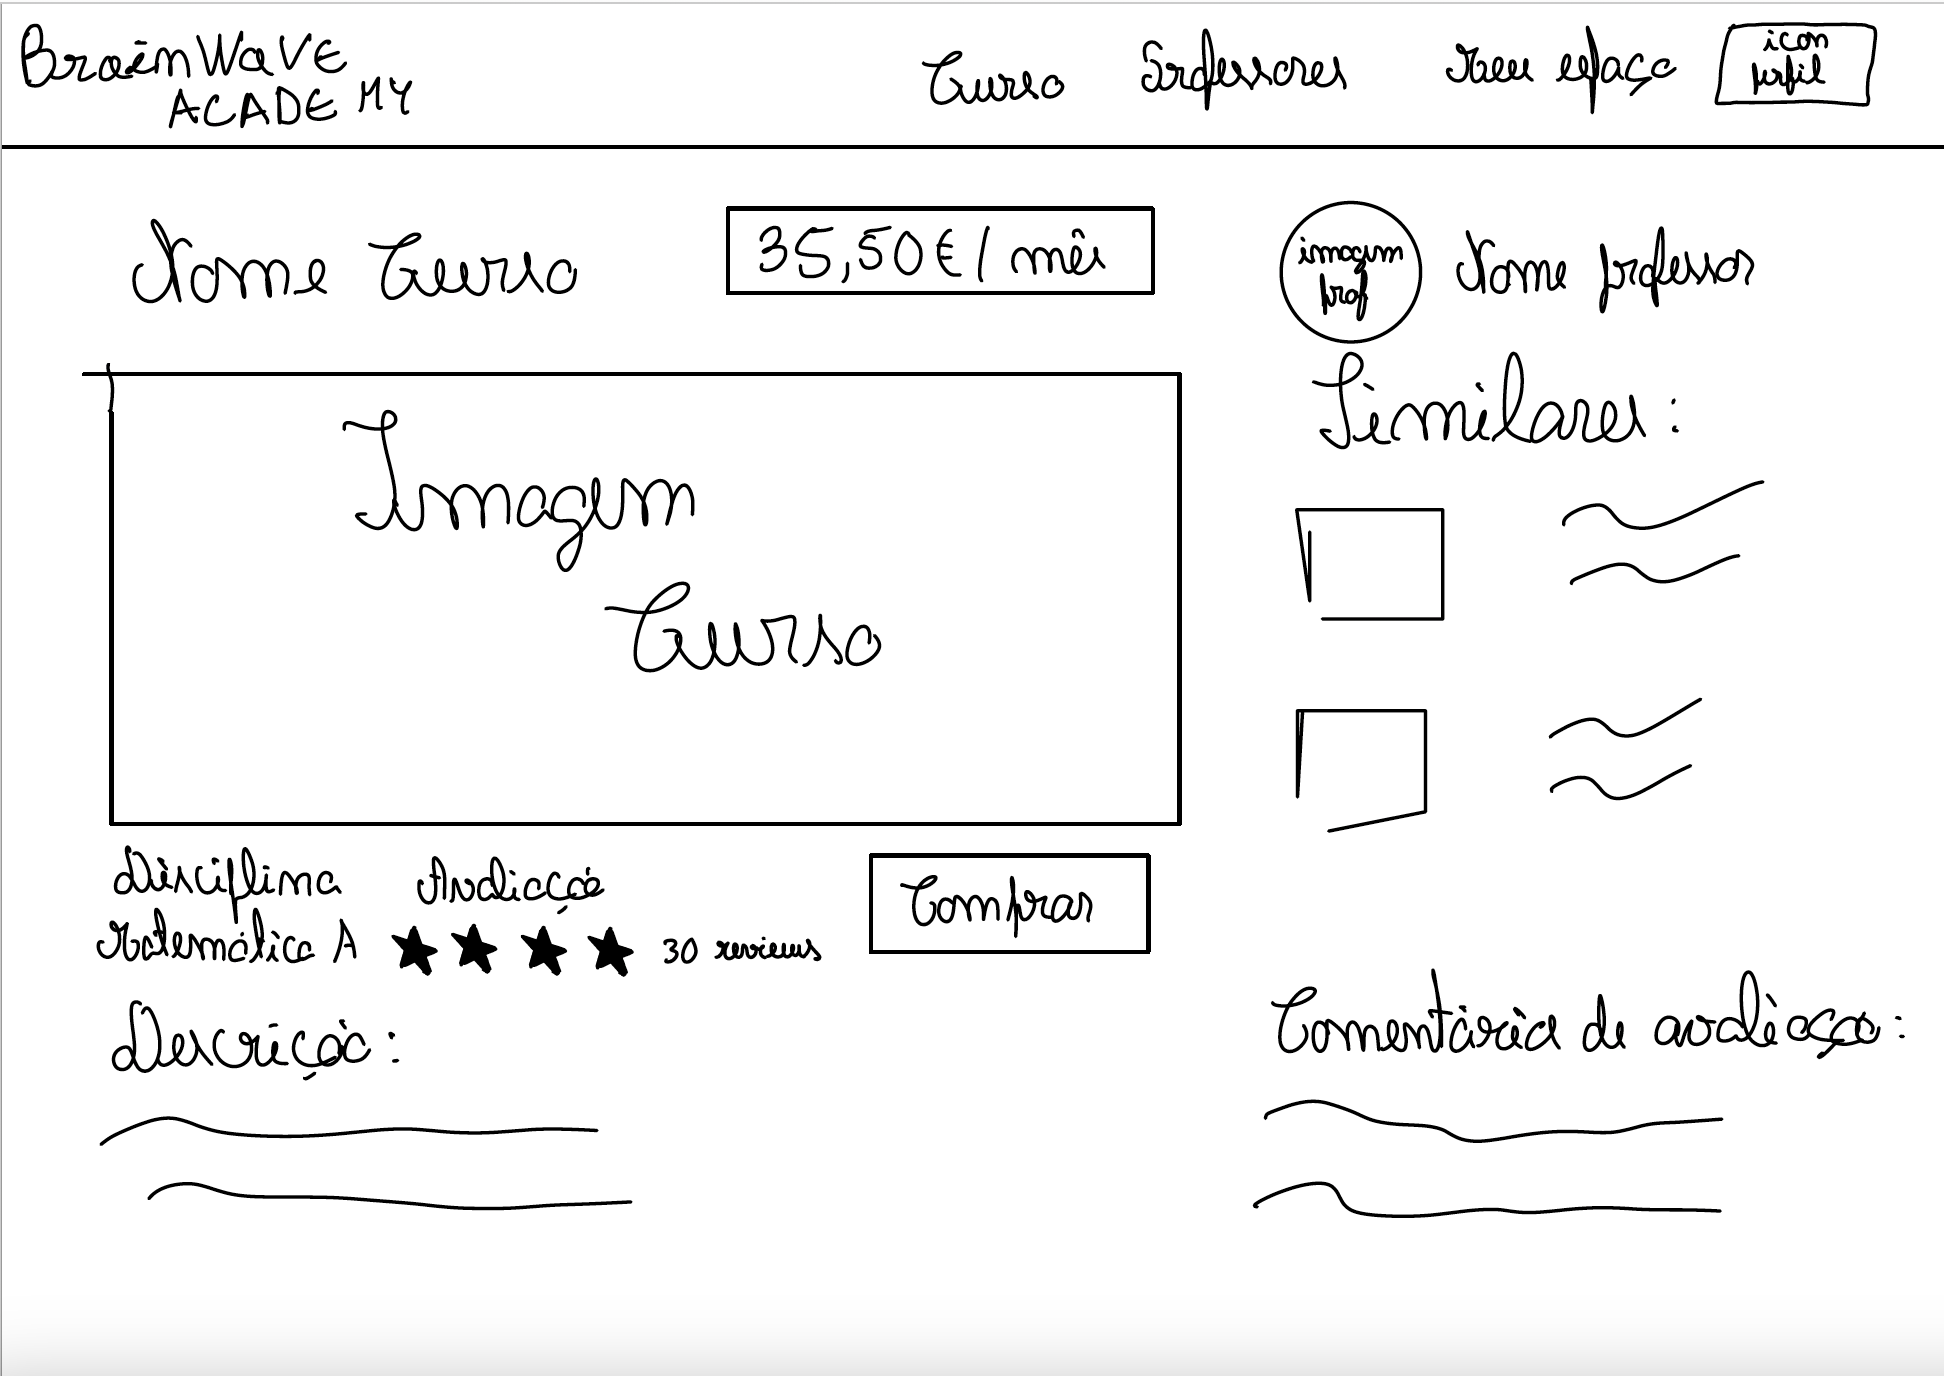 BrainWAVE
ACADEMY
Curso Professores Meu espaço icon
perfil
Nome Curso 35,50€/ mês imagem
prof Nome professor
Similares:
Imagem
Curso
Disciplina Avaliação Comprar
Matemática A 30 reviews
Descrição: Comentários de avaliação: